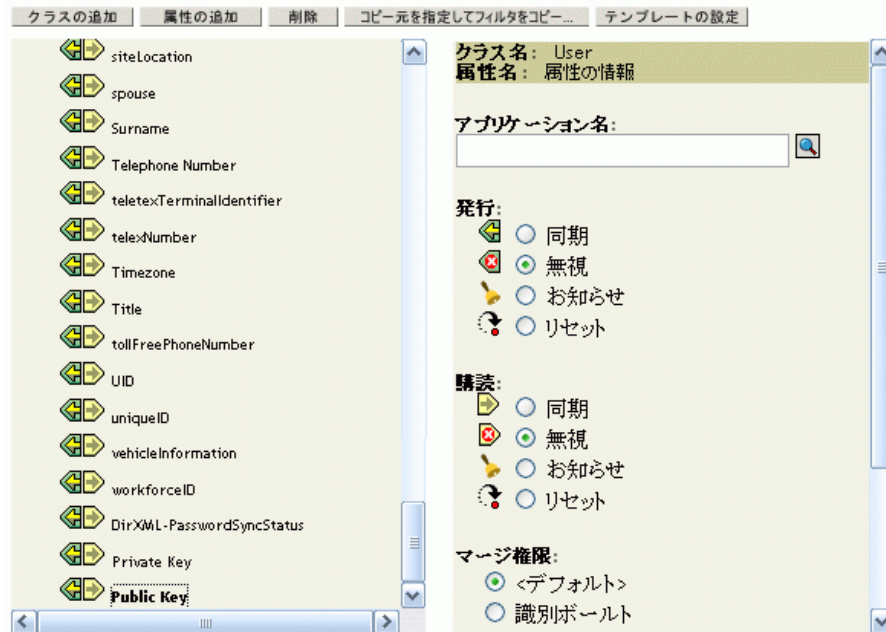 クラスの追加 属性の追加 削除 コピー元を指定してフィルタをコピー... テンプレートの設定
siteLocation
spouse
Surname
Telephone Number
teletexTerminalIdentifier
telexNumber
Timezone
Title
tollFreePhoneNumber
UID
uniqueID
vehicleInformation
workforceID
DirXML-PasswordSyncStatus
Private Key
Public Key
クラス名: User
属性名: 属性の情報
アプリケーション名:
発行:
同期
無視
お知らせ
リセット
購読:
同期
無視
お知らせ
リセット
マージ権限:
<デフォルト>
識別ボールト